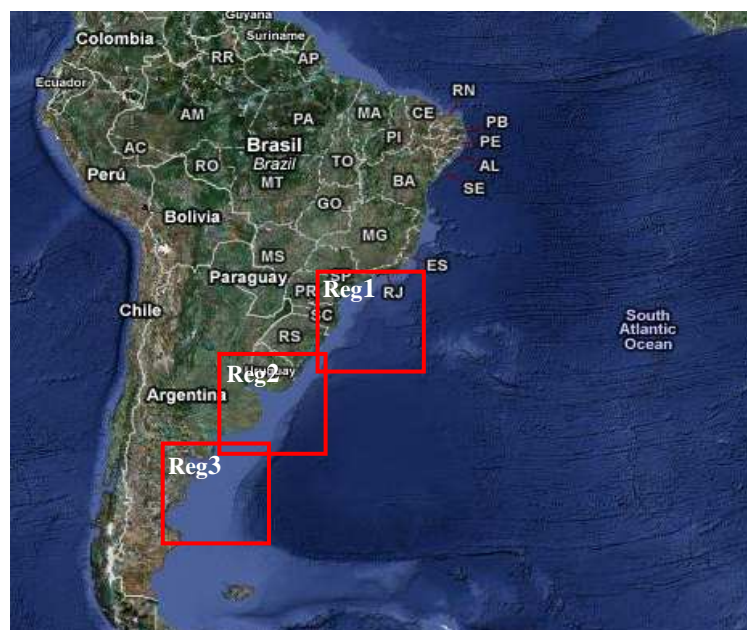 Guyana
Colombia
Suriname
RR
AP
Ecuador
RN
AM
PA
MA
CE
PB
PI
PE
AC
Brasil
Brazil
RO
TO
AL
Perú
MT
BA
SE
GO
Bolivia
MG
MS
ES
Paraguay
SP
PR
Reg1
RJ
Chile
SC
South
Atlantic
Ocean
RS
Reg2
Uruguay
Argentina
Reg3